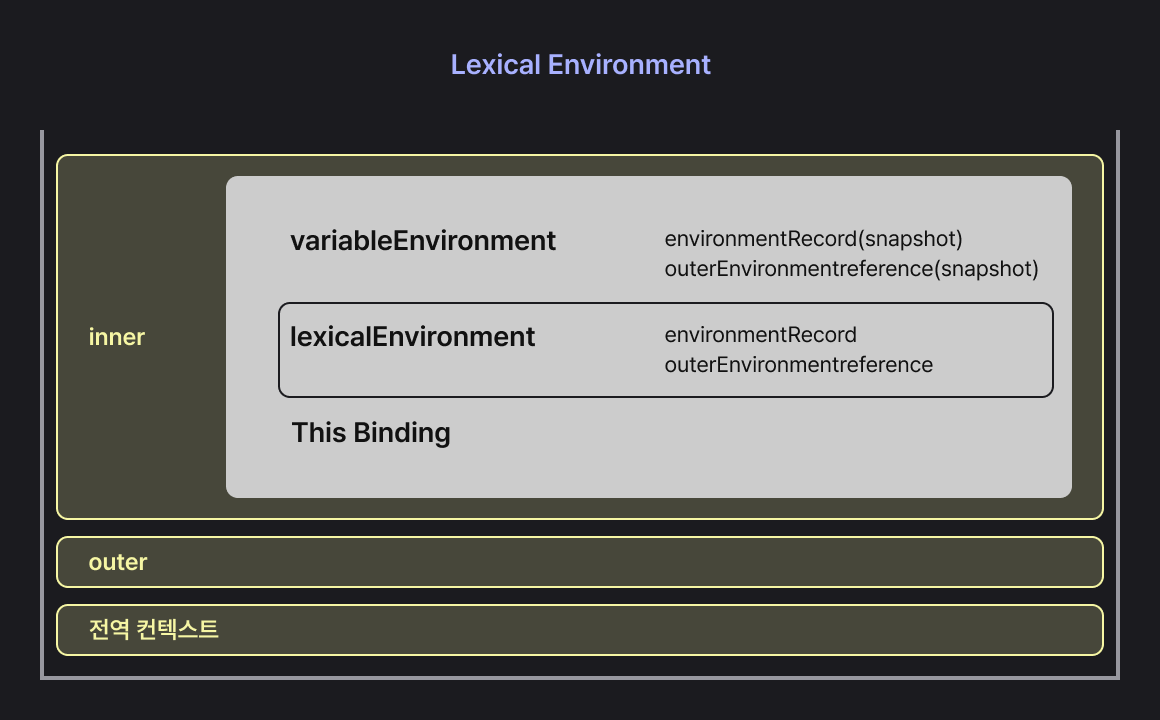 Lexical Environment
inner
variableEnvironment
environmentRecord(snapshot)
outerEnvironmentreference(snapshot)
lexicalEnvironment
environmentRecord
outerEnvironmentreference
This Binding
outer
전역 컨텍스트